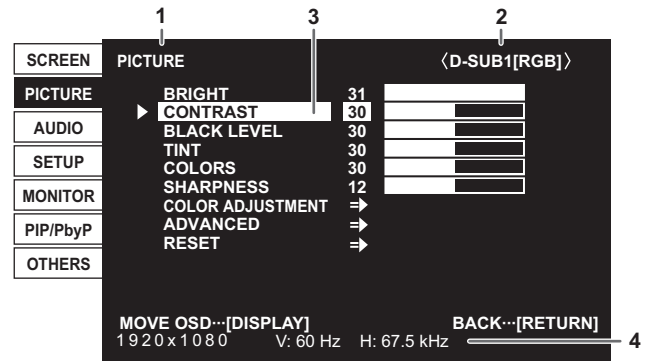 1 3 2
SCREEN
PICTURE
AUDIO
SETUP
MONITOR
PIP/PbyP
OTHERS
PICTURE 〈D-SUB1[RGB]〉
BRIGHT 31
CONTRAST 30
BLACK LEVEL 30
TINT 30
COLORS 30
SHARPNESS 12
COLOR ADJUSTMENT
ADVANCED
RESET
MOVE OSD···[DISPLAY] BACK···[RETURN]
1920x1080 V: 60 Hz H: 67.5 kHz 4